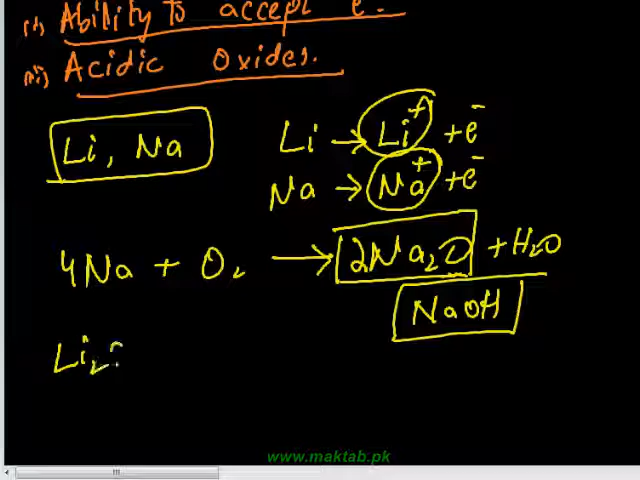 (ii) Ability to accept e⁻.
(iii) Acidic Oxides.
Li, Na
Li → Li⁺ + e⁻
Na → Na⁺ + e⁻
4Na + O₂ → 2Na₂O + H₂O
NaOH
Li₂
www.maktab.pk